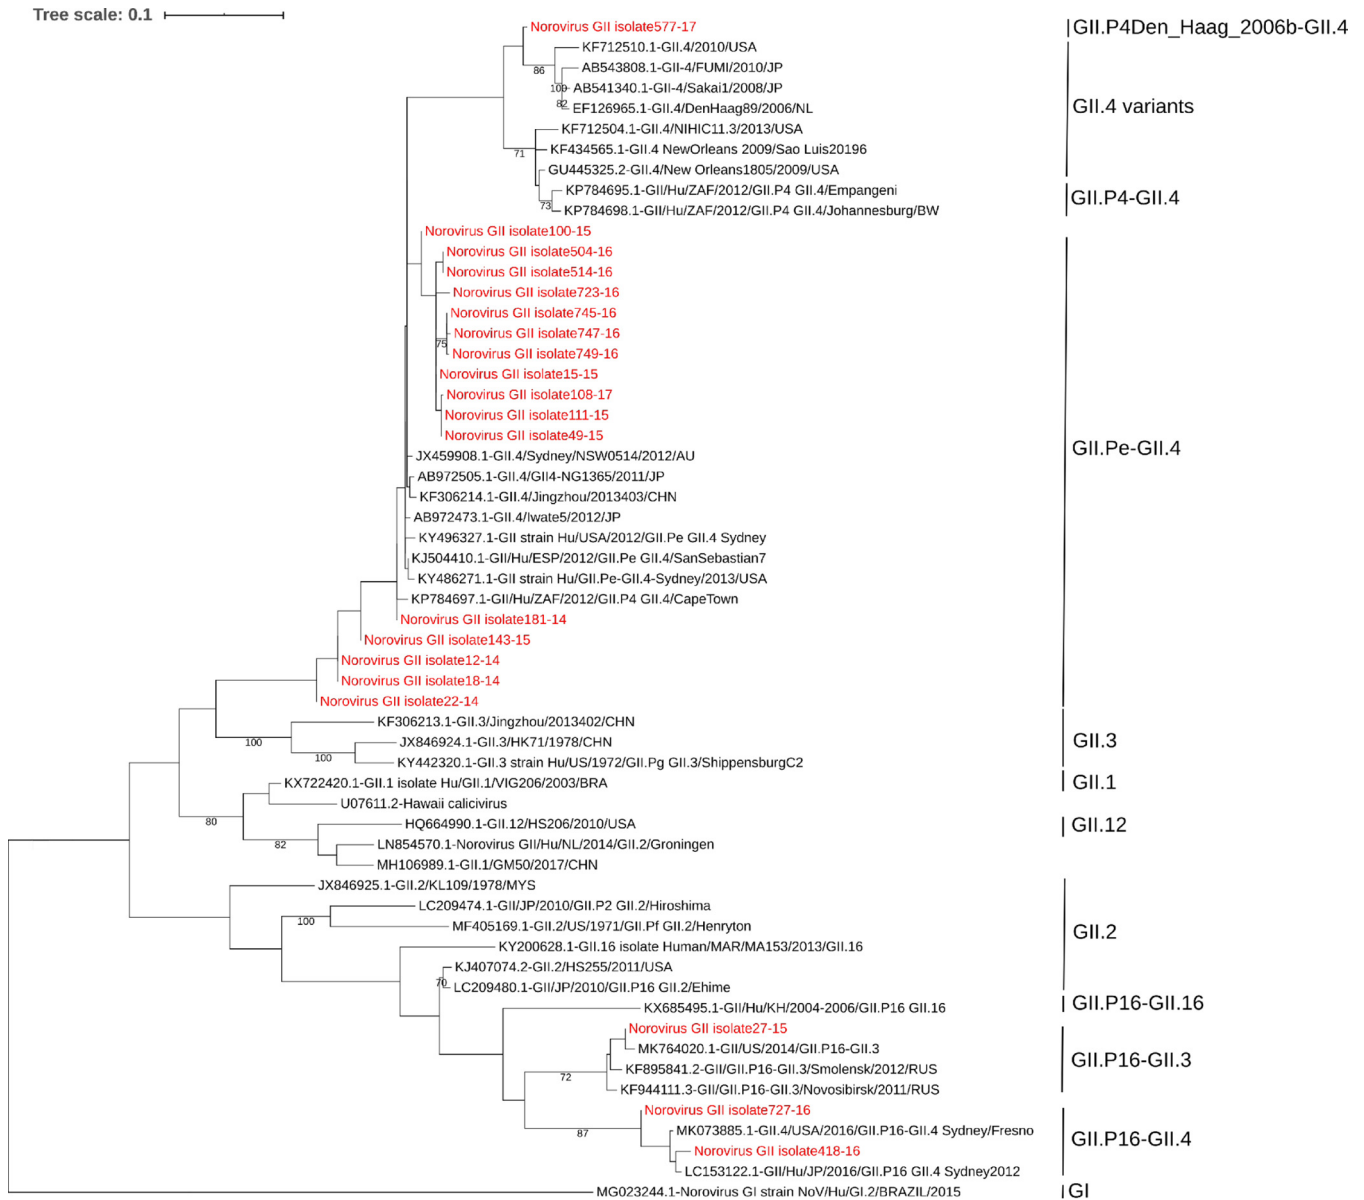 Tree scale: 0.1
Norovirus GII isolate577-17
GII.P4Den_Haag_2006b-GII.4
KF712510.1-GII.4/2010/USA
86
AB543808.1-GII-4/FUMI/2010/JP
100
AB541340.1-GII-4/Sakai1/2008/JP
82
EF126965.1-GII.4/DenHaag89/2006/NL
GII.4 variants
KF712504.1-GII.4/NIHIC11.3/2013/USA
71
KF434565.1-GII.4 NewOrleans 2009/Sao Luis20196
GU445325.2-GII.4/New Orleans1805/2009/USA
KP784695.1-GII/Hu/ZAF/2012/GII.P4 GII.4/Empangeni
GII.P4-GII.4
73
KP784698.1-GII/Hu/ZAF/2012/GII.P4 GII.4/Johannesburg/BW
Norovirus GII isolate100-15
Norovirus GII isolate504-16
Norovirus GII isolate514-16
Norovirus GII isolate723-16
Norovirus GII isolate745-16
Norovirus GII isolate747-16
75
Norovirus GII isolate749-16
Norovirus GII isolate15-15
Norovirus GII isolate108-17
Norovirus GII isolate111-15
Norovirus GII isolate49-15
GII.Pe-GII.4
JX459908.1-GII.4/Sydney/NSW0514/2012/AU
AB972505.1-GII.4/GII4-NG1365/2011/JP
KF306214.1-GII.4/Jingzhou/2013403/CHN
AB972473.1-GII.4/Iwate5/2012/JP
KY496327.1-GII strain Hu/USA/2012/GII.Pe GII.4 Sydney
KJ504410.1-GII/Hu/ESP/2012/GII.Pe GII.4/SanSebastian7
KY486271.1-GII strain Hu/GII.Pe-GII.4-Sydney/2013/USA
KP784697.1-GII/Hu/ZAF/2012/GII.P4 GII.4/CapeTown
Norovirus GII isolate181-14
Norovirus GII isolate143-15
Norovirus GII isolate12-14
Norovirus GII isolate18-14
Norovirus GII isolate22-14
KF306213.1-GII.3/Jingzhou/2013402/CHN
100
JX846924.1-GII.3/HK71/1978/CHN
GII.3
100
KY442320.1-GII.3 strain Hu/US/1972/GII.Pg GII.3/ShippensburgC2
KX722420.1-GII.1 isolate Hu/GII.1/VIG206/2003/BRA
GII.1
U07611.2-Hawaii calicivirus
80
HQ664990.1-GII.12/HS206/2010/USA
GII.12
82
LN854570.1-Norovirus GII/Hu/NL/2014/GII.2/Groningen
MH106989.1-GII.1/GM50/2017/CHN
JX846925.1-GII.2/KL109/1978/MYS
LC209474.1-GII/JP/2010/GII.P2 GII.2/Hiroshima
100
MF405169.1-GII.2/US/1971/GII.Pf GII.2/Henryton
GII.2
KY200628.1-GII.16 isolate Human/MAR/MA153/2013/GII.16
KJ407074.2-GII.2/HS255/2011/USA
70
LC209480.1-GII/JP/2010/GII.P16 GII.2/Ehime
KX685495.1-GII/Hu/KH/2004-2006/GII.P16 GII.16
GII.P16-GII.16
Norovirus GII isolate27-15
MK764020.1-GII/US/2014/GII.P16-GII.3
GII.P16-GII.3
KF895841.2-GII/GII.P16-GII.3/Smolensk/2012/RUS
72
KF944111.3-GII/GII.P16-GII.3/Novosibirsk/2011/RUS
Norovirus GII isolate727-16
87
MK073885.1-GII.4/USA/2016/GII.P16-GII.4 Sydney/Fresno
GII.P16-GII.4
Norovirus GII isolate418-16
LC153122.1-GII/Hu/JP/2016/GII.P16 GII.4 Sydney2012
MG023244.1-Norovirus GI strain NoV/Hu/GI.2/BRAZIL/2015
GI